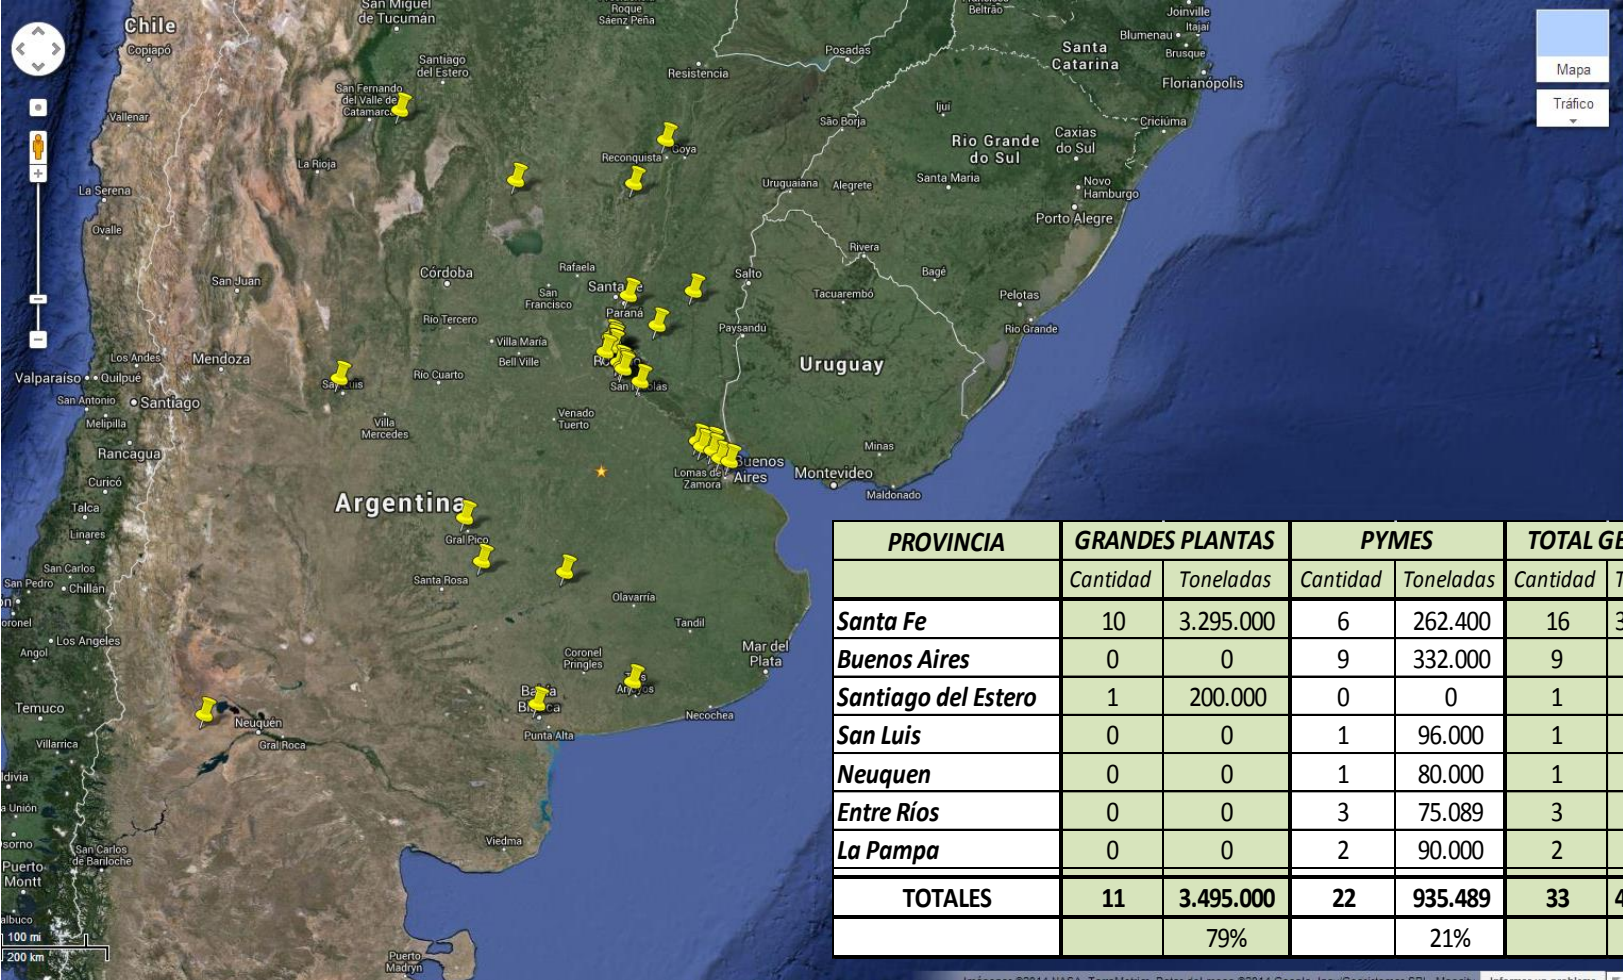 San Miguel
de Tucumán
Roque
Sáenz Peña
Beltrão
Joinville
Itajaí
Blumenau
Brusque
Chile
Copiapó
Santiago
del Estero
Resistencia
Posadas
Santa
Catarina
Florianópolis
Mapa
Tráfico
San Fernando
del Valle de
Vallenar
Ijuí
São Borja
Criciúma
Rio Grande
do Sul
Caxias
do Sul
La Rioja
Reconquista
Goya
La Serena
Uruguaiana
Alegrete
Santa Maria
Novo
Hamburgo
Porto Alegre
Ovalle
Rivera
San Juan
Córdoba
Rafaela
San
Francisco
Paraná
Salto
Bagé
Tacuarembó
Pelotas
Río Tercero
Paysandú
Rio Grande
Villa María
Bell Ville
Los Andes
Mendoza
Valparaíso
Quilpué
Río Cuarto
Uruguay
San Antonio
Santiago
Melipilla
Villa
Mercedes
Venado
Tuerto
Rancagua
Minas
Lomas de
Zamora
Buenos
Aires
Montevideo
Maldonado
Curicó
Talca
Argentina
Linares
Gral Pico
San Carlos
San Pedro
Chillán
Santa Rosa
Olavarría
Tandil
Los Angeles
Angol
Coronel
Pringles
Mar del
Plata
Temuco
Neuquén
Necochea
Punta Alta
Villarrica
Gral Roca
Viedma
San Carlos
de Bariloche
Puerto
Montt
100 mi
200 km
Puerto
Madryn
PROVINCIA GRANDES PLANTAS PYMES TOTAL
Cantidad Toneladas Cantidad Toneladas Cantidad
Santa Fe 10 3.295.000 6 262.400 16
Buenos Aires 0 0 9 332.000 9
Santiago del Estero 1 200.000 0 0 1
San Luis 0 0 1 96.000 1
Neuquen 0 0 1 80.000 1
Entre Ríos 0 0 3 75.089 3
La Pampa 0 0 2 90.000 2
TOTALES 11 3.495.000 22 935.489 33
79% 21%